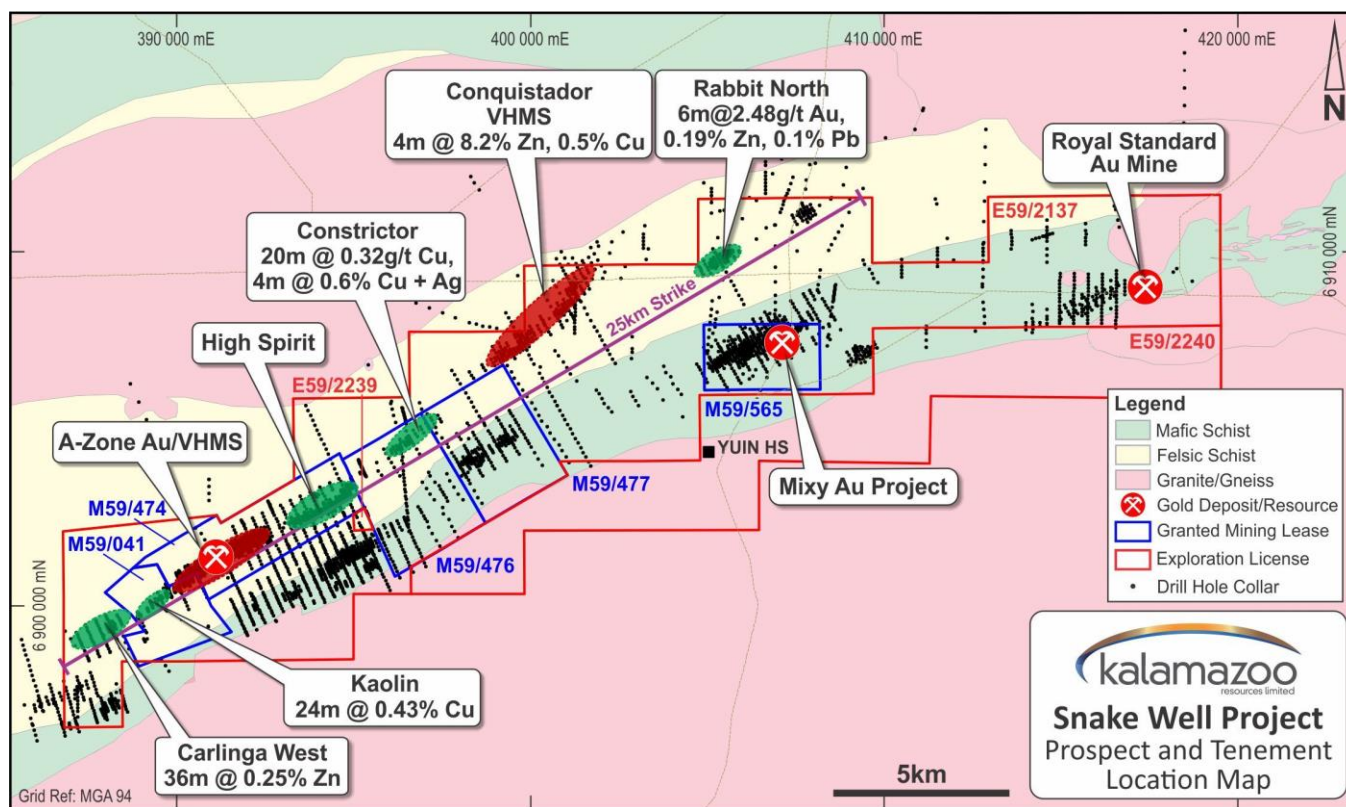 390 000 mE
400 000 mE
410 000 mE
420 000 mE
N
Conquistador
VHMS
4m @ 8.2% Zn, 0.5% Cu
Rabbit North
6m@2.48g/t Au,
0.19% Zn, 0.1% Pb
Royal Standard
Au Mine
Constrictor
20m @ 0.32g/t Cu,
4m @ 0.6% Cu + Ag
E59/2137
6 910 000 mN
25km Strike
High Spirit
E59/2239
E59/2240
M59/565
A-Zone Au/VHMS
YUIN HS
M59/474
M59/477
Mixy Au Project
M59/041
M59/476
6 900 000 mN
Kaolin
24m @ 0.43% Cu
Carlinga West
36m @ 0.25% Zn
Legend
Mafic Schist
Felsic Schist
Granite/Gneiss
Gold Deposit/Resource
Granted Mining Lease
Exploration License
Drill Hole Collar
kalamazoo
resources limited
Snake Well Project
Prospect and Tenement
Location Map
5km
Grid Ref: MGA 94